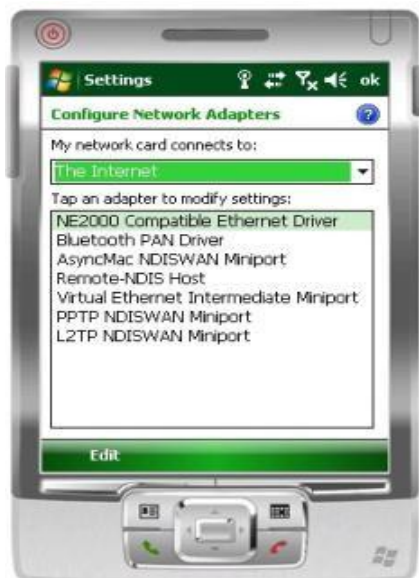 Settings
ok
Configure Network Adapters
My network card connects to:
The Internet
Tap an adapter to modify settings:
NE2000 Compatible Ethernet Driver
Bluetooth PAN Driver
AsyncMac NDISWAN Miniport
Remote-NDIS Host
Virtual Ethernet Intermediate Miniport
PPTP NDISWAN Miniport
L2TP NDISWAN Miniport
Edit